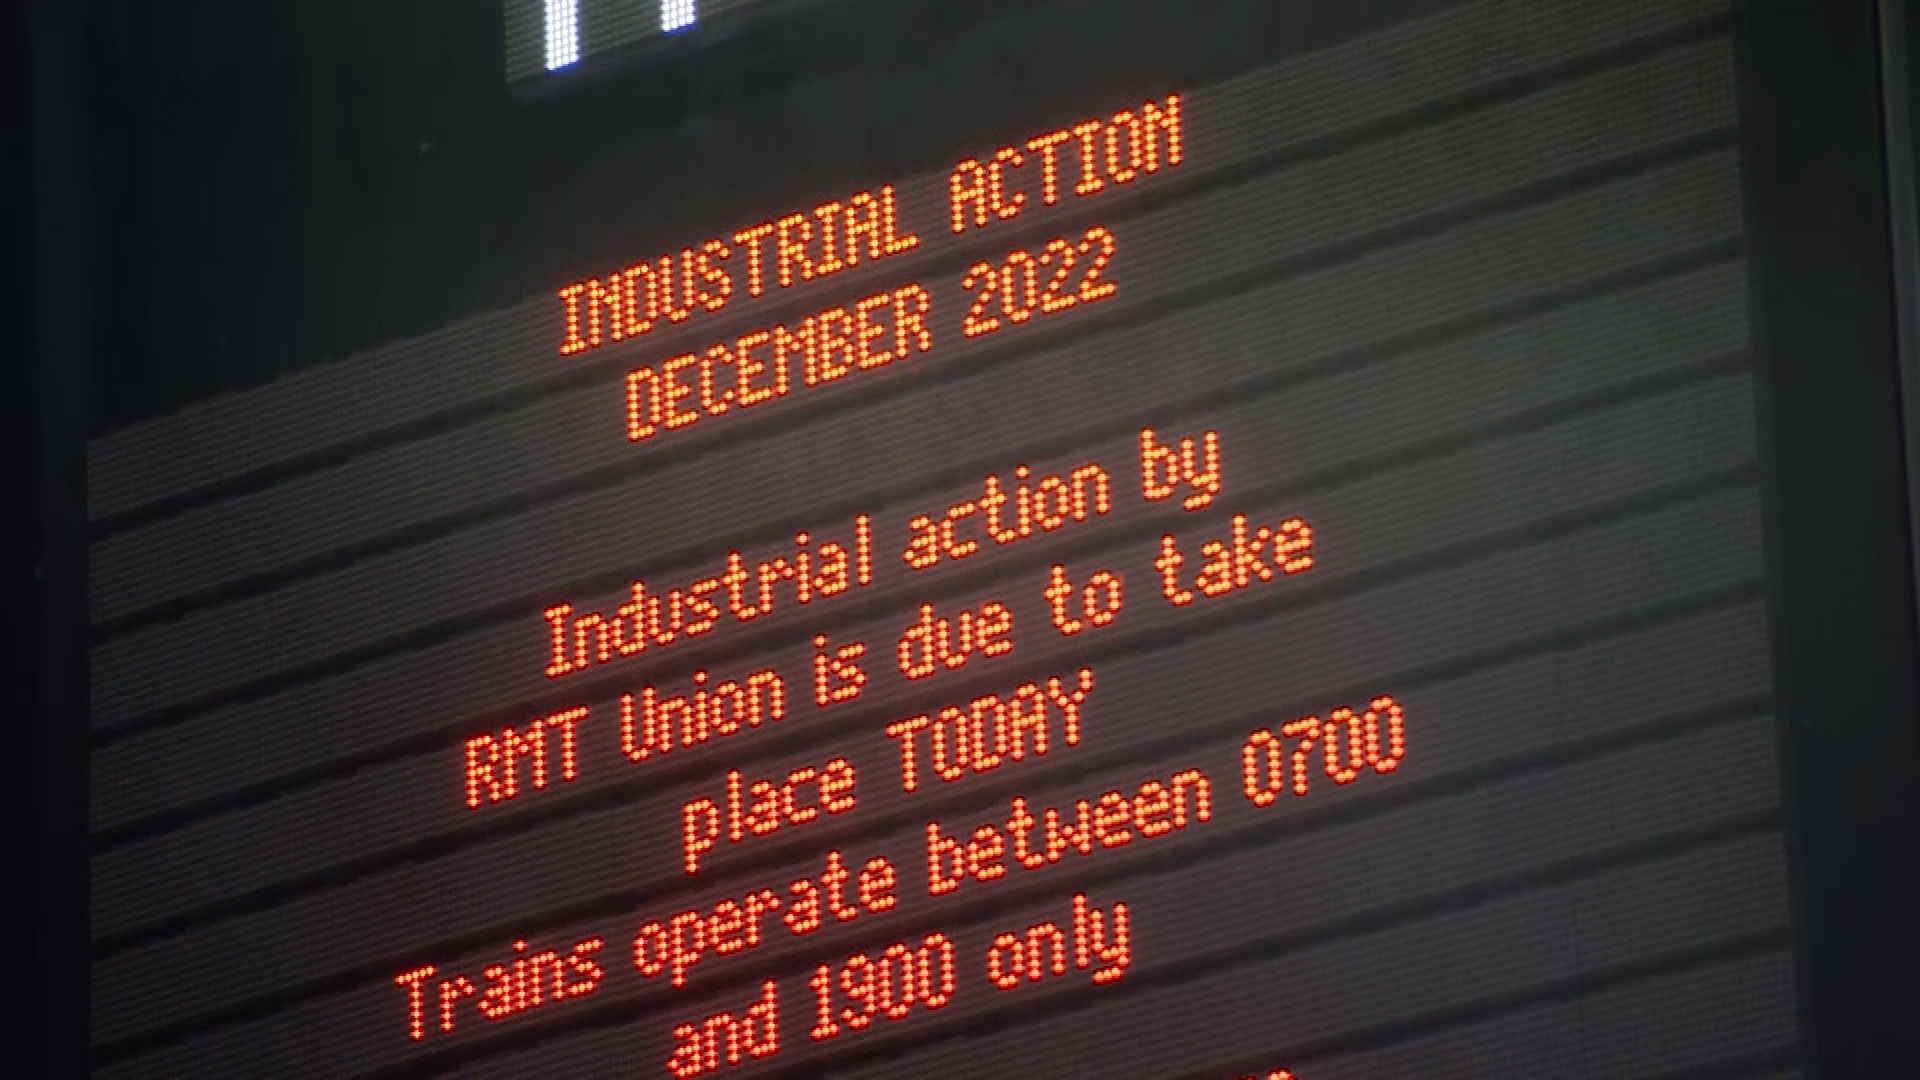 INDUSTRIAL ACTION
DECEMBER 2022
Industrial action by
RMT Union is due to take
place TODAY
Trains operate between 0700
and 1900 only